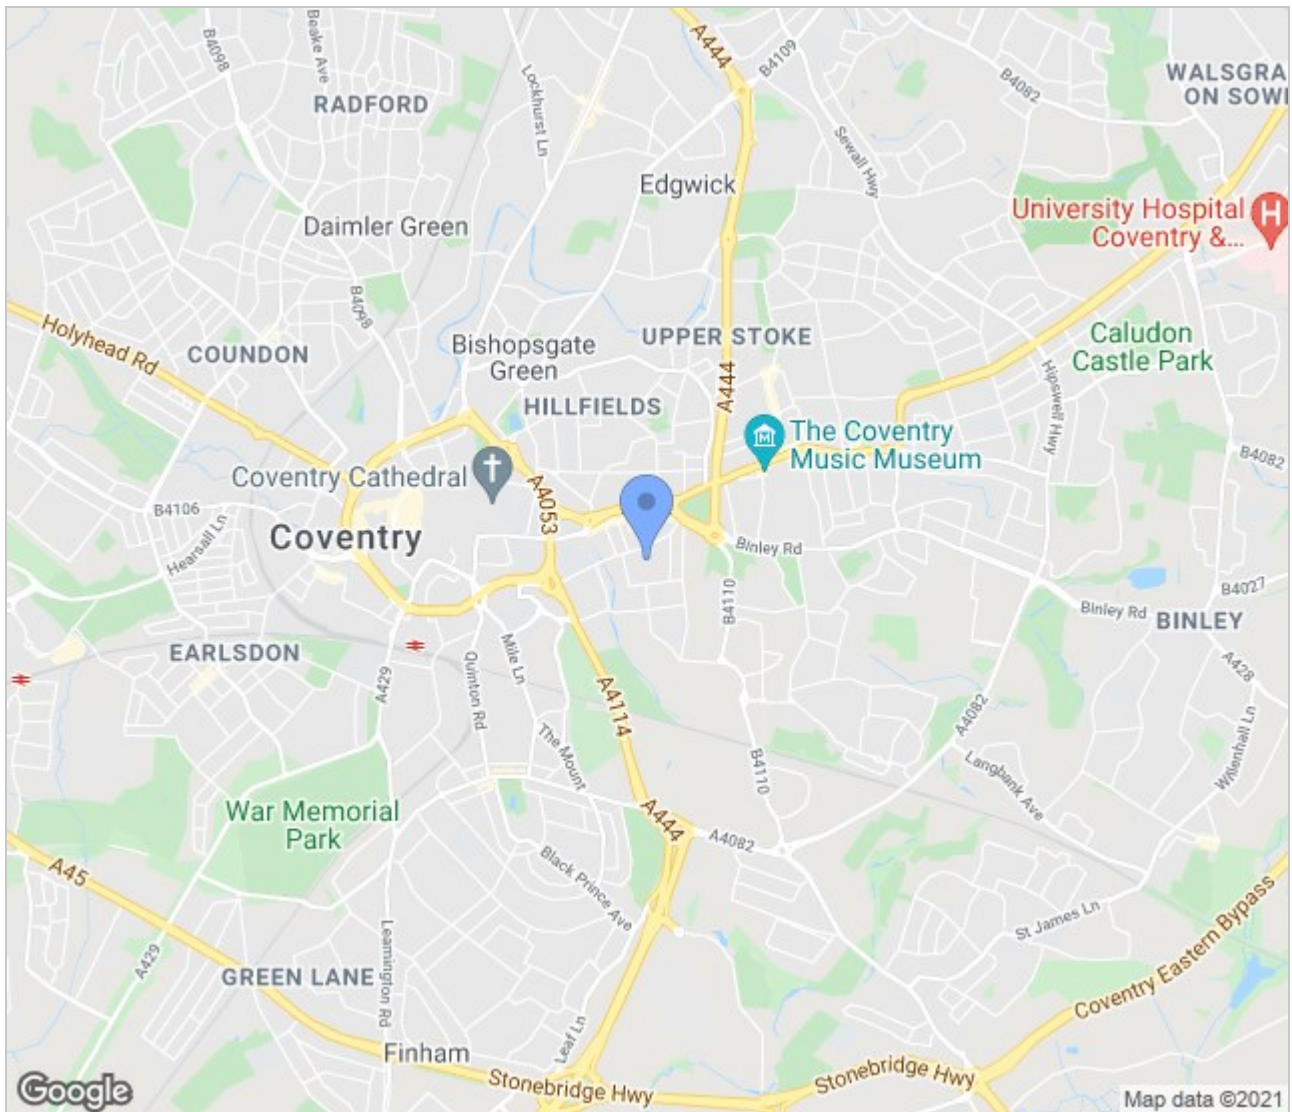 A444
B4109
B4098
Beake Ave
Lockhurst Ln
B4082
WALSGRA
ON SOW
RADFORD
Sewall Hwy
Edgwick
University Hospital
Coventry &...
H
Daimler Green
B4098
Holyhead Rd
COUNDON
Bishopsgate
Green
UPPER STOKE
A444
Caludon
Castle Park
Hipswell Hwy
HILLFIELDS
The Coventry
Music Museum
M
B4082
Coventry Cathedral
A4053
B4106
Hearsall Ln
Coventry
Binley Rd
B4110
B4027
Binley Rd
BINLEY
EARLSDON
A429
Quinton Rd
Mile Ln
A4114
A428
A4082
The Mount
B4110
Langbank Ave
Willenhall Ln
War Memorial
Park
A444
A4082
A45
Black Prince Ave
St James Ln
A429
Leamington Rd
GREEN LANE
Coventry Eastern Bypass
Leaf Ln
Finham
Stonebridge Hwy
Stonebridge Hwy
Google
Map data ©2021